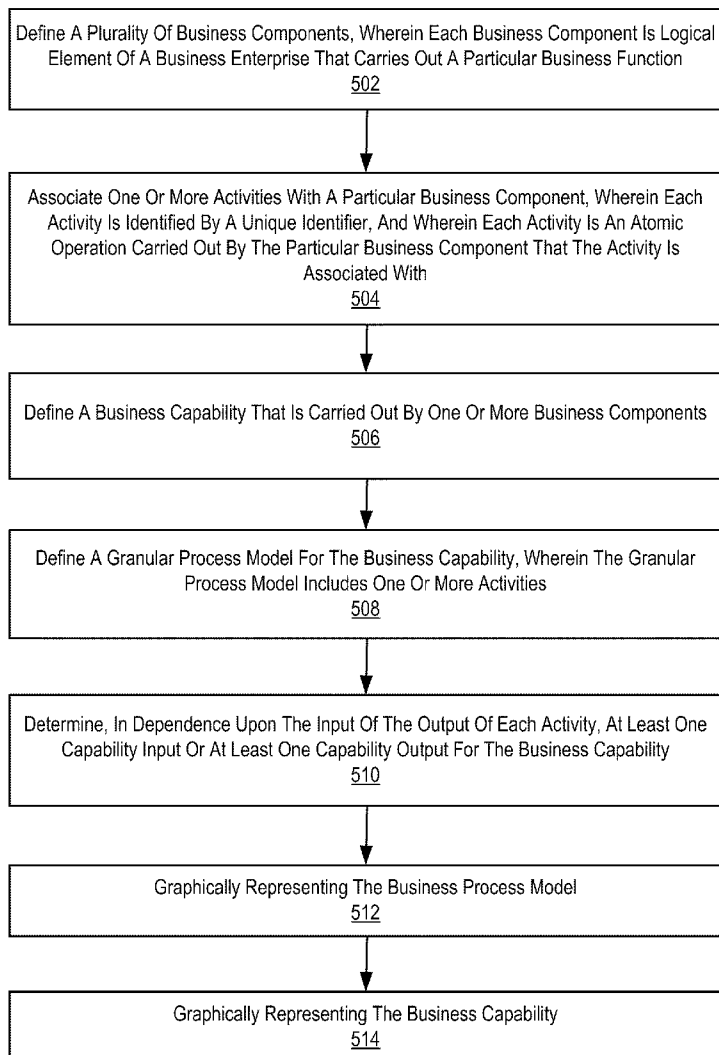 Define A Plurality Of Business Components, Wherein Each Business Component Is Logical
Element Of A Business Enterprise That Carries Out A Particular Business Function
502
Associate One Or More Activities With A Particular Business Component, Wherein Each
Activity Is Identified By A Unique Identifier, And Wherein Each Activity Is An Atomic
Operation Carried Out By The Particular Business Component That The Activity Is
Associated With
504
Define A Business Capability That Is Carried Out By One Or More Business Components
506
Define A Granular Process Model For The Business Capability, Wherein The Granular
Process Model Includes One Or More Activities
508
Determine, In Dependence Upon The Input Of The Output Of Each Activity, At Least One
Capability Input Or At Least One Capability Output For The Business Capability
510
Graphically Representing The Business Process Model
512
Graphically Representing The Business Capability
514